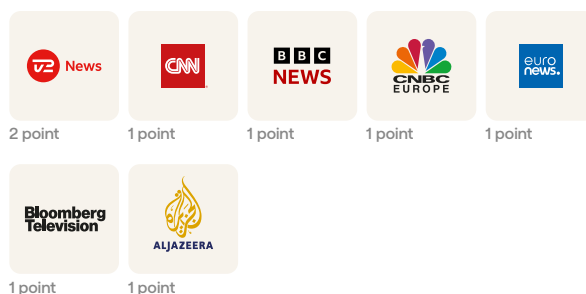 2 News
CNN
BBC
NEWS
CNBC
EUROPE
euro
news.
2 point
1 point
1 point
1 point
1 point
Bloomberg
Television
ALJAZEERA
1 point
1 point